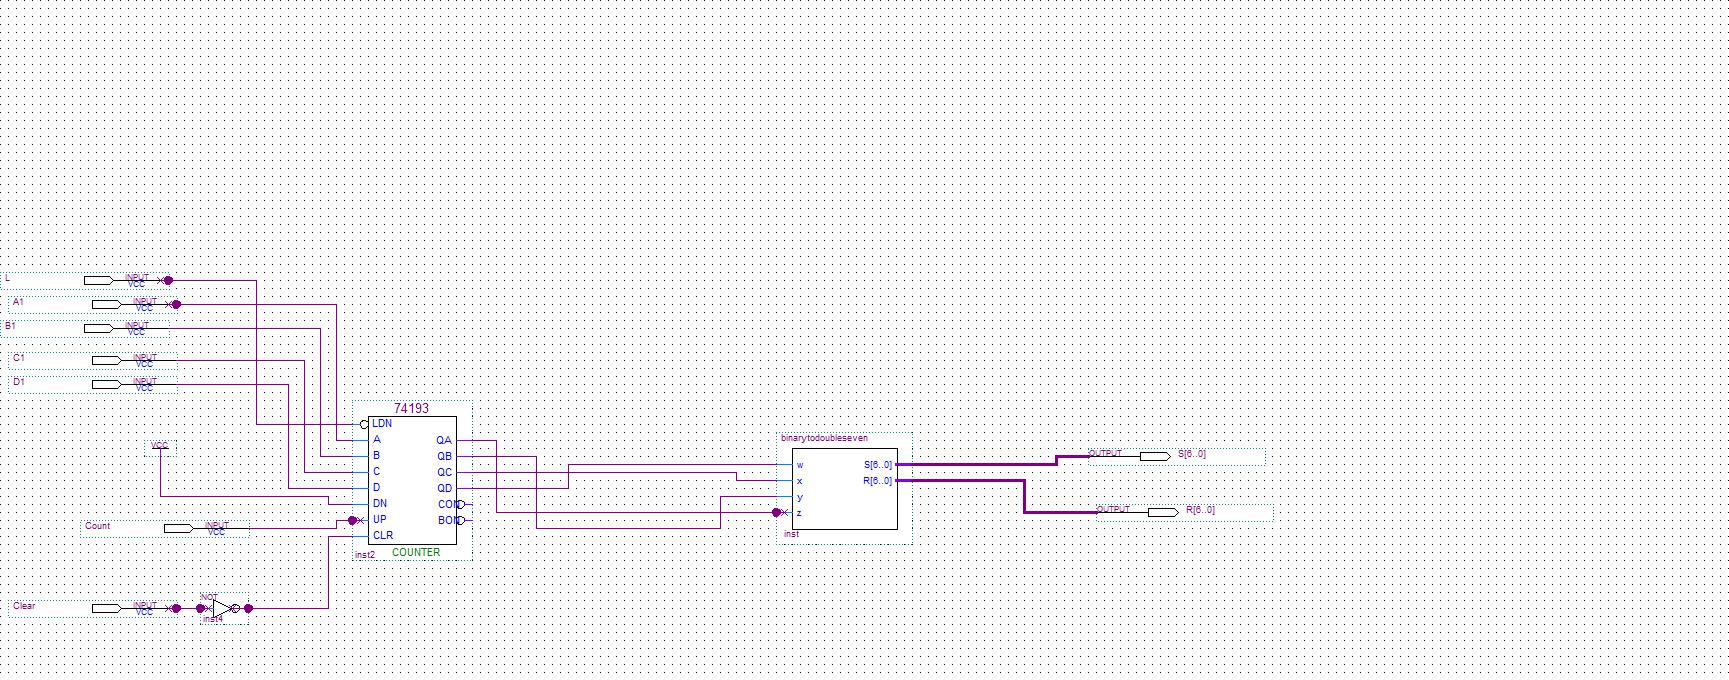 L
INPUT
VCC
A1
INPUT
VCC
B1
INPUT
VCC
C1
INPUT
VCC
D1
INPUT
VCC
VCC
Count
INPUT
VCC
Clear
INPUT
VCC
NOT
inst4
74193
LDN
A QA
B QB
C QC
D QD
DN CON
UP BON
CLR
inst2
COUNTER
binarytodoubleseven
w S[6..0]
x R[6..0]
y
z
inst
OUTPUT
S[6..0]
OUTPUT
R[6..0]